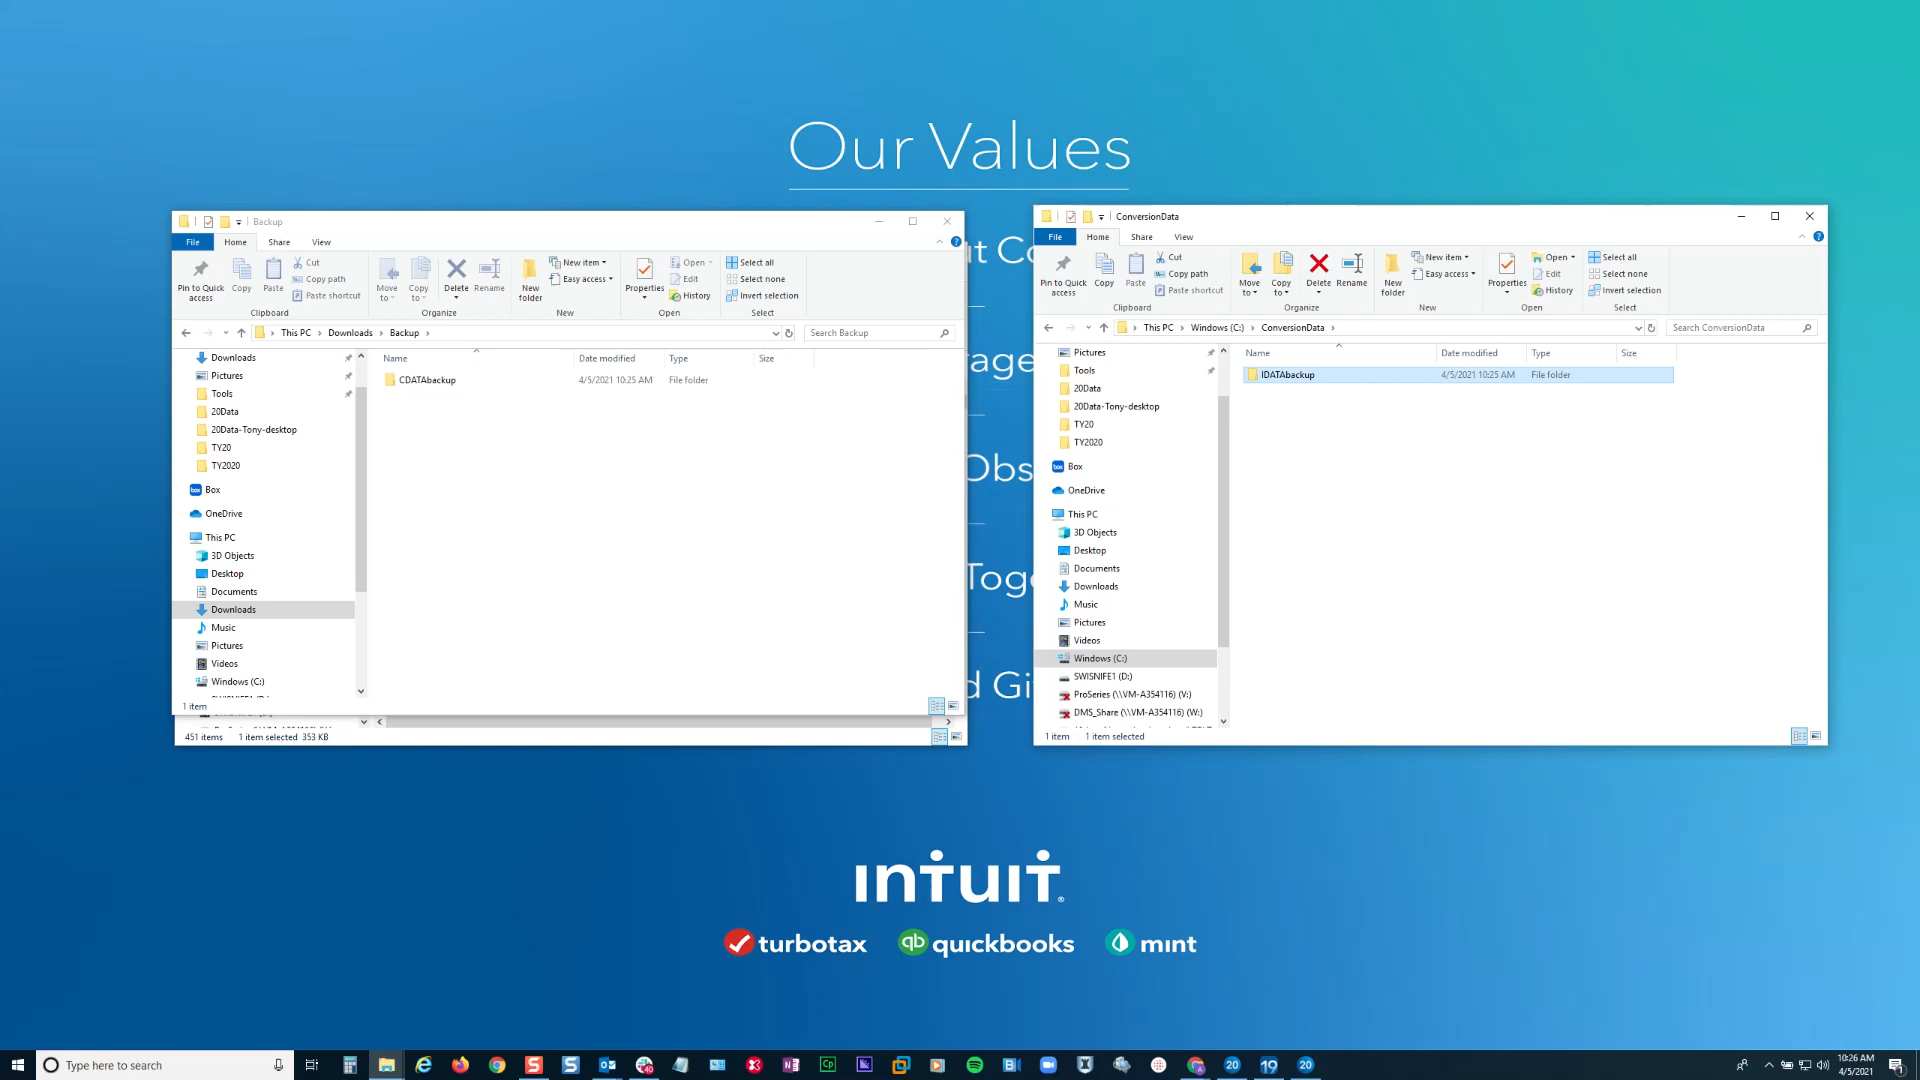 Our Values
ut Co
rage
Obs
Toge
d Gi
Backup
File Home Share View
Pin to Quick access
Copy
Paste
Cut
Copy path
Paste shortcut
Clipboard
Move to
Copy to
Delete
Rename
Organize
New folder
New item
Easy access
New
Properties
Open
Edit
History
Open
Select all
Select none
Invert selection
Select
This PC Downloads Backup
Search Backup
Downloads
Pictures
Tools
20Data
20Data-Tony-desktop
TY20
TY2020
Box
OneDrive
This PC
3D Objects
Desktop
Documents
Downloads
Music
Pictures
Videos
Windows (C:)
Name Date modified Type Size
CDATAbackup 4/5/2021 10:25 AM File folder
1 item
451 items 1 item selected 353 KB
ConversionData
File Home Share View
Pin to Quick access
Copy
Paste
Cut
Copy path
Paste shortcut
Clipboard
Move to
Copy to
Delete
Rename
Organize
New folder
New item
Easy access
New
Properties
Open
Edit
History
Open
Select all
Select none
Invert selection
Select
This PC Windows (C:) ConversionData
Search ConversionData
Pictures
Tools
20Data
20Data-Tony-desktop
TY20
TY2020
Box
OneDrive
This PC
3D Objects
Desktop
Documents
Downloads
Music
Pictures
Videos
Windows (C:)
SWISNIFE1 (D:)
ProSeries (\\VM-A354116) (V:)
DMS_Share (\\VM-A354116) (W:)
Name Date modified Type Size
IDATAbackup 4/5/2021 10:25 AM File folder
1 item 1 item selected
intuit
turbotax quickbooks mint
Type here to search
40
20
19
20
10:26 AM
4/5/2021